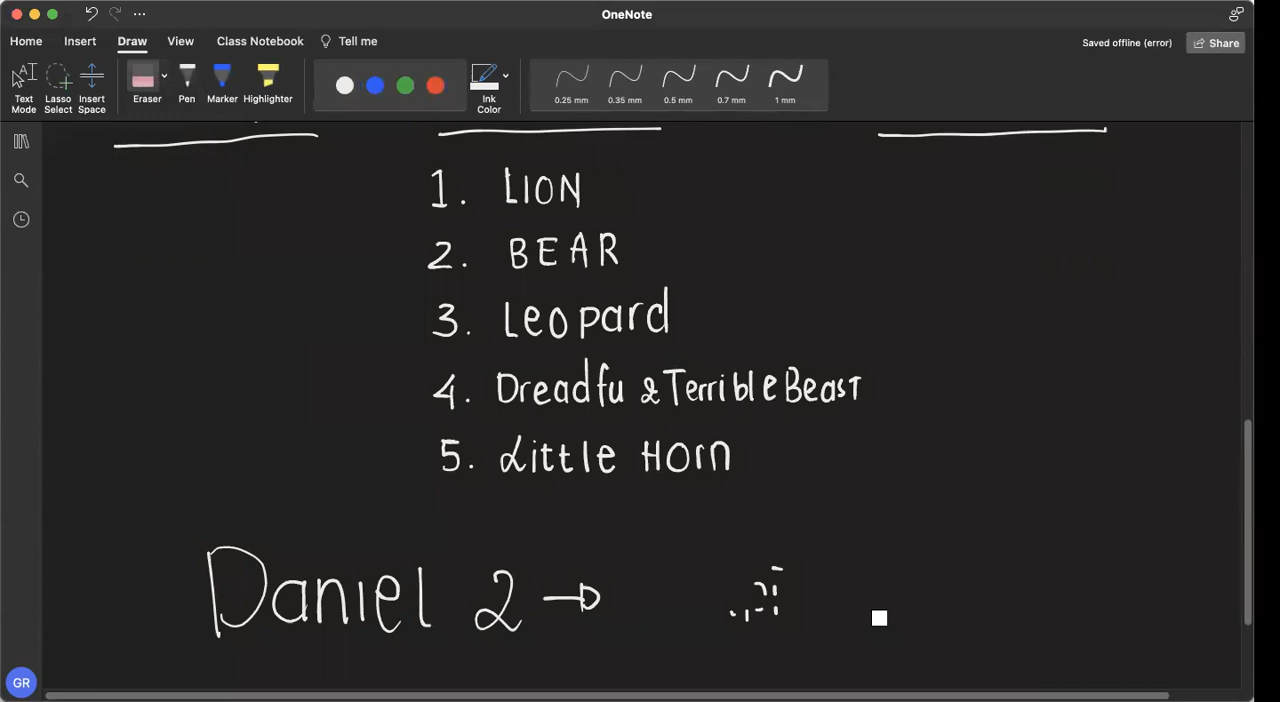 OneNote
Home Insert Draw View Class Notebook Tell me
Saved offline (error) Share
Text Mode Lasso Select Insert Space Eraser Pen Marker Highlighter Ink Color 0.25 mm 0.35 mm 0.5 mm 0.7 mm 1 mm
1. LION
2. BEAR
3. Leopard
4. Dreadfu & Terrible Beast
5. Little Horn
Daniel 2
GR